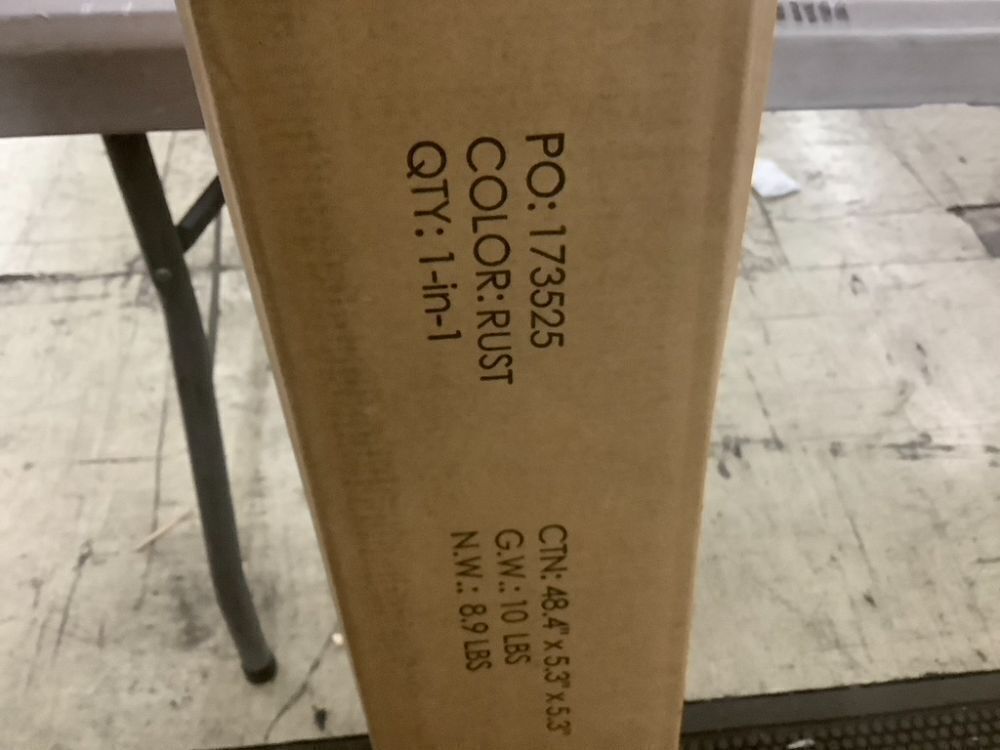 PO: 173525
COLOR: RUST
QTY: 1-in-1
CTN: 48.4" x 5.3" x 5.3"
G.W.: 10 LBS
N.W.: 8.9 LBS